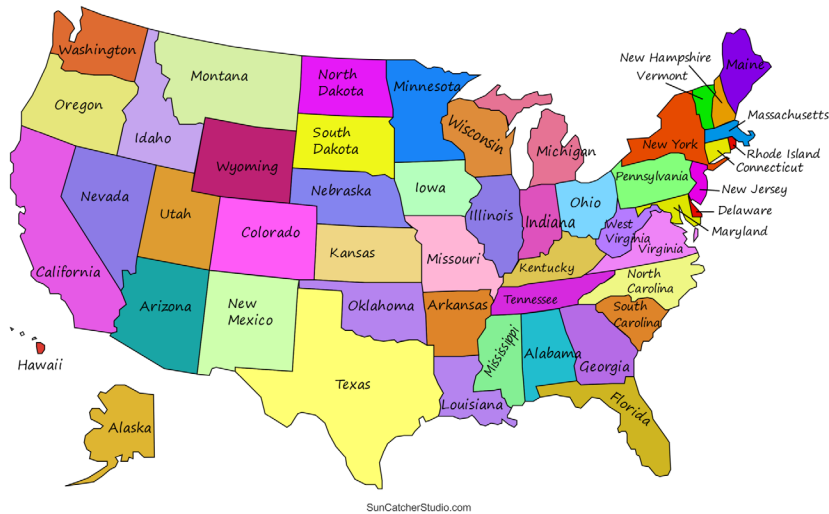 Washington
Montana
North
Dakota
Minnesota
New Hampshire
Vermont
Maine
Oregon
Idaho
South
Dakota
Wisconsin
Michigan
Massachusetts
Wyoming
New York
Rhode Island
Connecticut
Nevada
Utah
Nebraska
Iowa
Illinois
Indiana
Ohio
Pennsylvania
New Jersey
Delaware
Maryland
California
Colorado
Kansas
Missouri
Kentucky
West
Virginia
Virginia
Arizona
New
Mexico
Oklahoma
Arkansas
Tennessee
North
Carolina
South
Carolina
Hawaii
Texas
Mississippi
Alabama
Georgia
Louisiana
Florida
Alaska
SunCatcherStudio.com